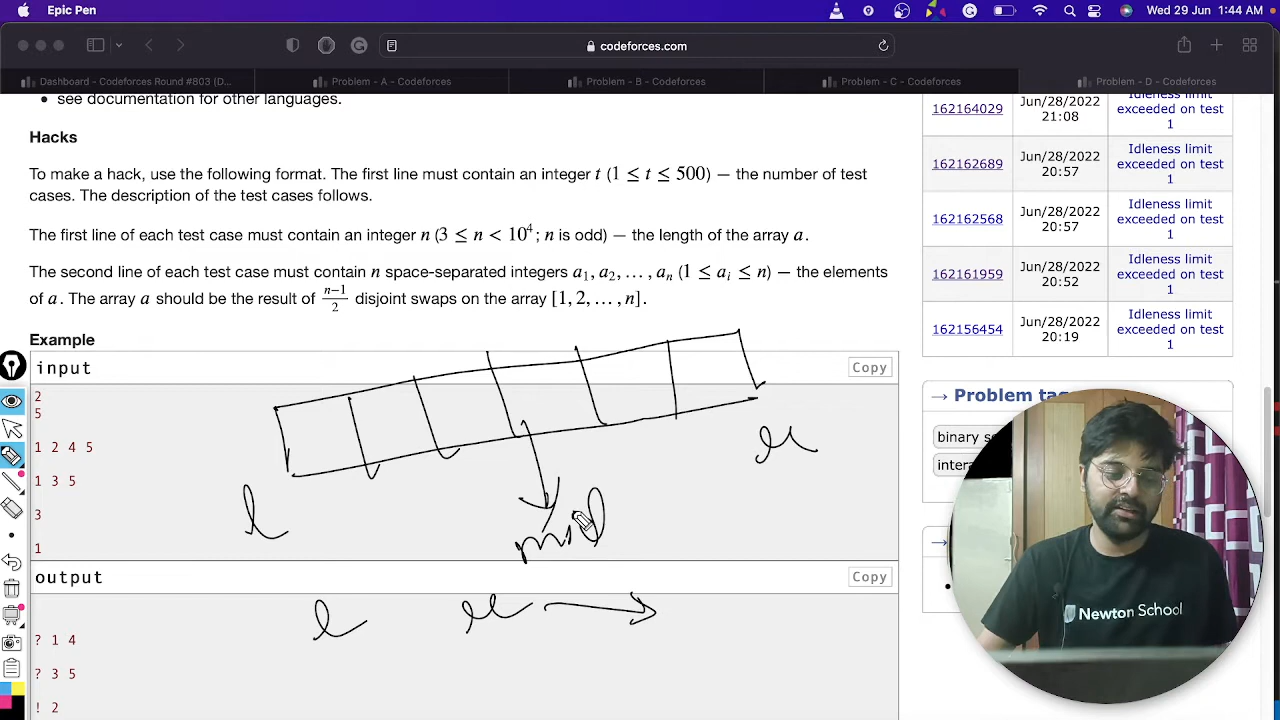 Epic Pen
Wed 29 Jun 1:44 AM
codeforces.com
Dashboard - Codeforces Round #803 (D...
Problem - A - Codeforces
Problem - B - Codeforces
Problem - C - Codeforces
Problem - D - Codeforces
see documentation for other languages.
Hacks
To make a hack, use the following format. The first line must contain an integer t (1 ≤ t ≤ 500) — the number of test
cases. The description of the test cases follows.
The first line of each test case must contain an integer n (3 ≤ n < 10⁴; n is odd) — the length of the array a.
The second line of each test case must contain n space-separated integers a₁, a₂, …, aₙ (1 ≤ aᵢ ≤ n) — the elements
of a. The array a should be the result of (n−1)/2 disjoint swaps on the array [1, 2, …, n].
Example
input
Copy
2
5
1 2 4 5
1 3 5
3
1
l
mid
l
output
Copy
? 1 4
? 3 5
! 2
limit
162164029
Jun/28/2022
21:08
exceeded on test
1
162162689
Jun/28/2022
20:57
Idleness limit
exceeded on test
1
162162568
Jun/28/2022
20:57
Idleness limit
exceeded on test
1
162161959
Jun/28/2022
20:52
Idleness limit
exceeded on test
1
162156454
Jun/28/2022
20:19
Idleness limit
exceeded on test
1
→ Problem
binary
Newton School